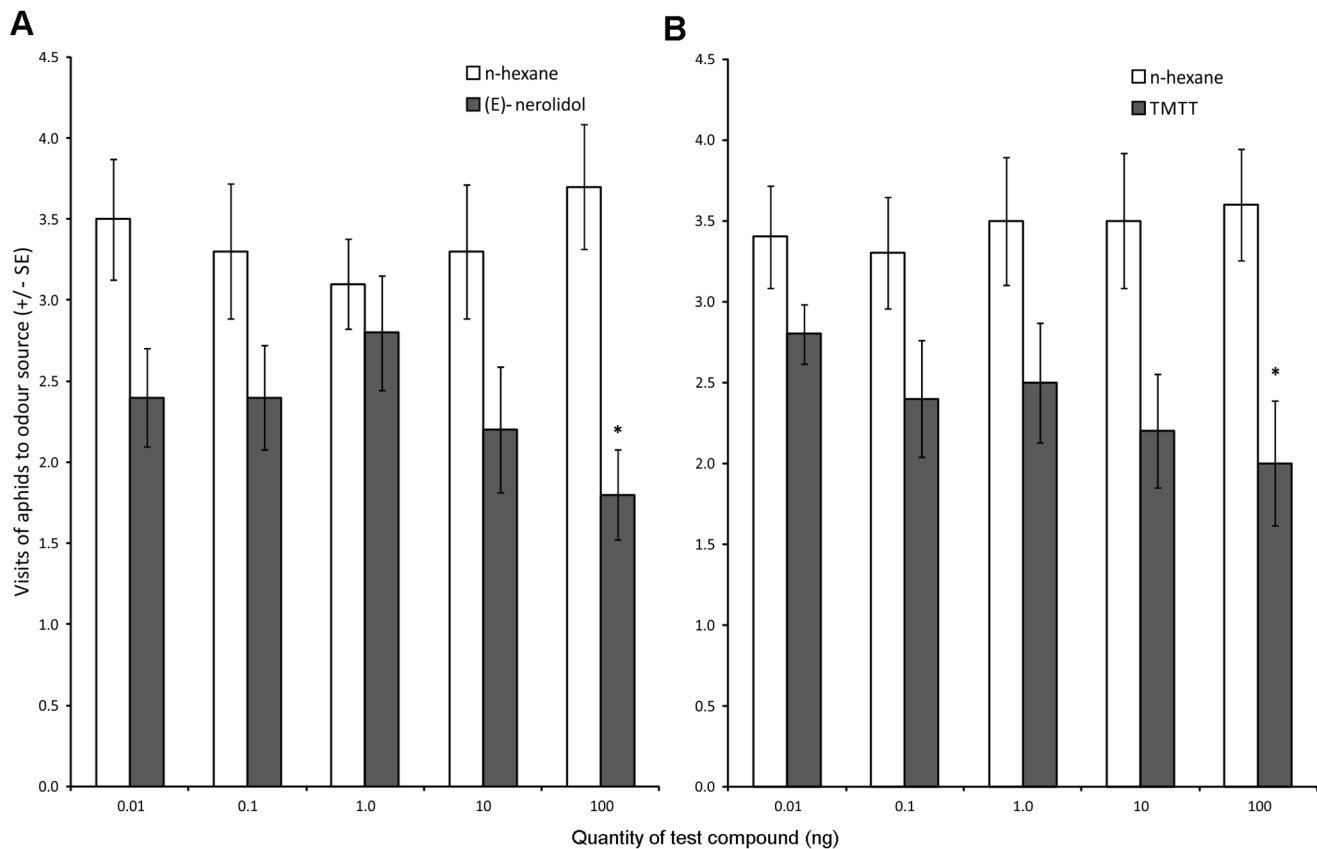 A
B
n-hexane
(E)- nerolidol
n-hexane
TMTT
Visits of aphids to odour source (+/- SE)
4.5
4.0
3.5
3.0
2.5
2.0
1.5
1.0
0.5
0.0
*
0.01 0.1 1.0 10 100
4.5
4.0
3.5
3.0
2.5
2.0
1.5
1.0
0.5
0.0
*
0.01 0.1 1.0 10 100
Quantity of test compound (ng)